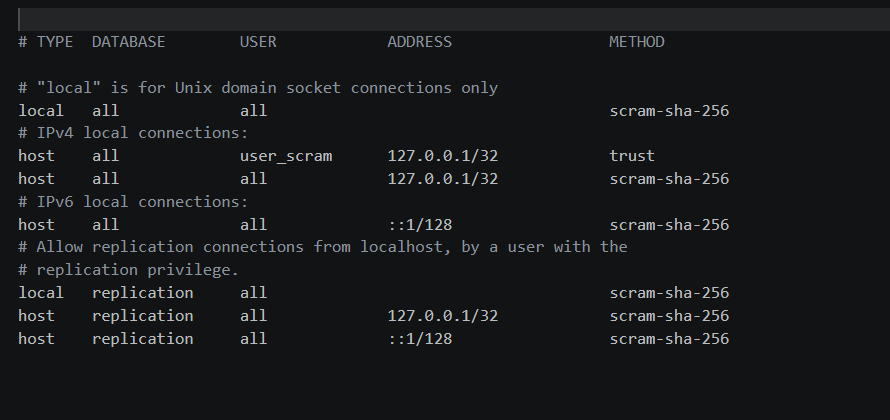 # TYPE  DATABASE        USER            ADDRESS                 METHOD
# "local" is for Unix domain socket connections only
local   all             all                                     scram-sha-256
# IPv4 local connections:
host    all             user_scram      127.0.0.1/32            trust
host    all             all             127.0.0.1/32            scram-sha-256
# IPv6 local connections:
host    all             all             ::1/128                 scram-sha-256
# Allow replication connections from localhost, by a user with the
# replication privilege.
local   replication     all                                     scram-sha-256
host    replication     all             127.0.0.1/32            scram-sha-256
host    replication     all             ::1/128                 scram-sha-256